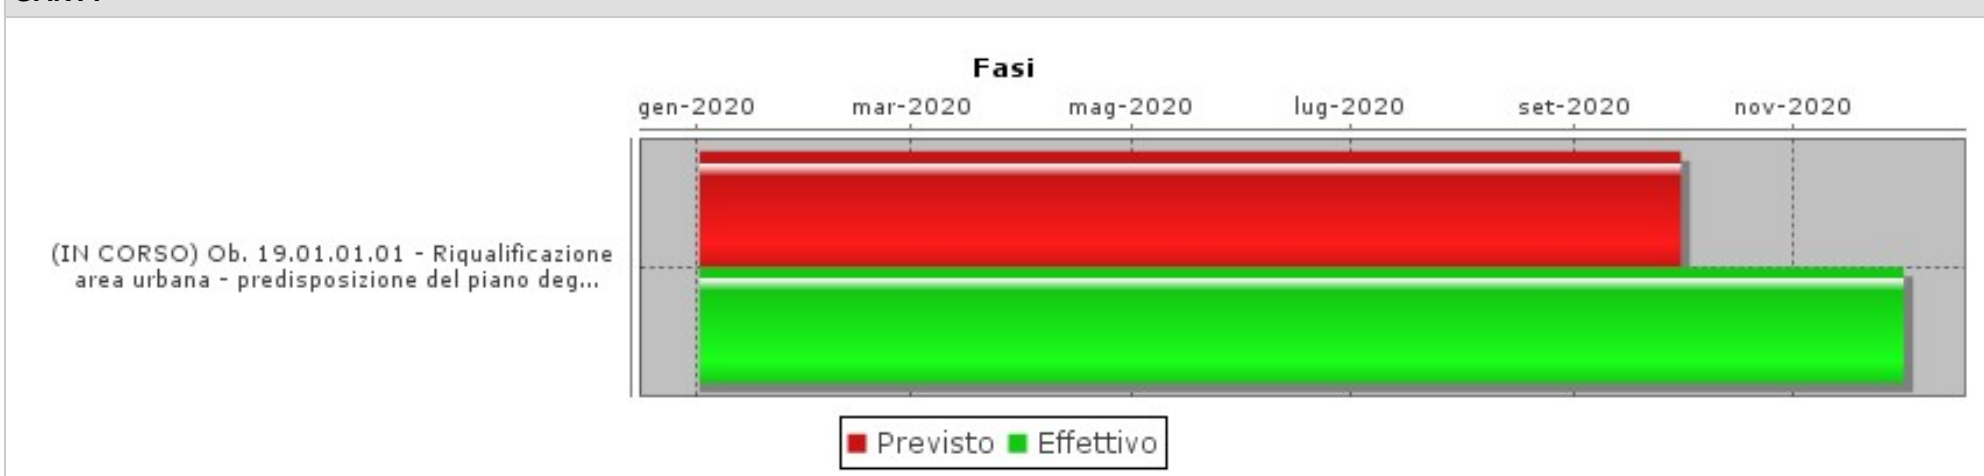 Fasi
gen-2020 mar-2020 mag-2020 lug-2020 set-2020 nov-2020
(IN CORSO) Ob. 19.01.01.01 - Riqualificazione
area urbana - predisposizione del piano deg...
Previsto Effettivo